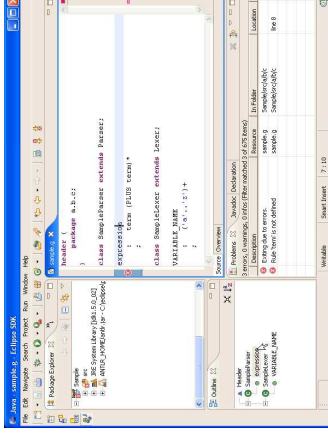 Java - sample.g - Eclipse SDK
File Edit Navigate Search Project Run Window Help
Package Explorer
Sample
src
JRE System Library [jdk1.5.0_02]
Outline
Header
SampleParser
expression
SampleLexer
VARIABLE_NAME
sample.g
header {
package a.b.c;
}
class SampleParser extends Parser;
expression
: term (PLUS term)*
;
class SampleLexer extends Lexer;
VARIABLE_NAME
: ('a'..'z')+
;
Source Overview
Problems Javadoc Declaration
3 errors, 0 warnings, 0 infos (Filter matched 3 of 675 items)
Description Resource In Folder Location
Exiting due to errors. sample.g Sample/src/a/b/c
Rule 'term' is not defined sample.g Sample/src/a/b/c line 8
Writable Smart Insert 7 : 10